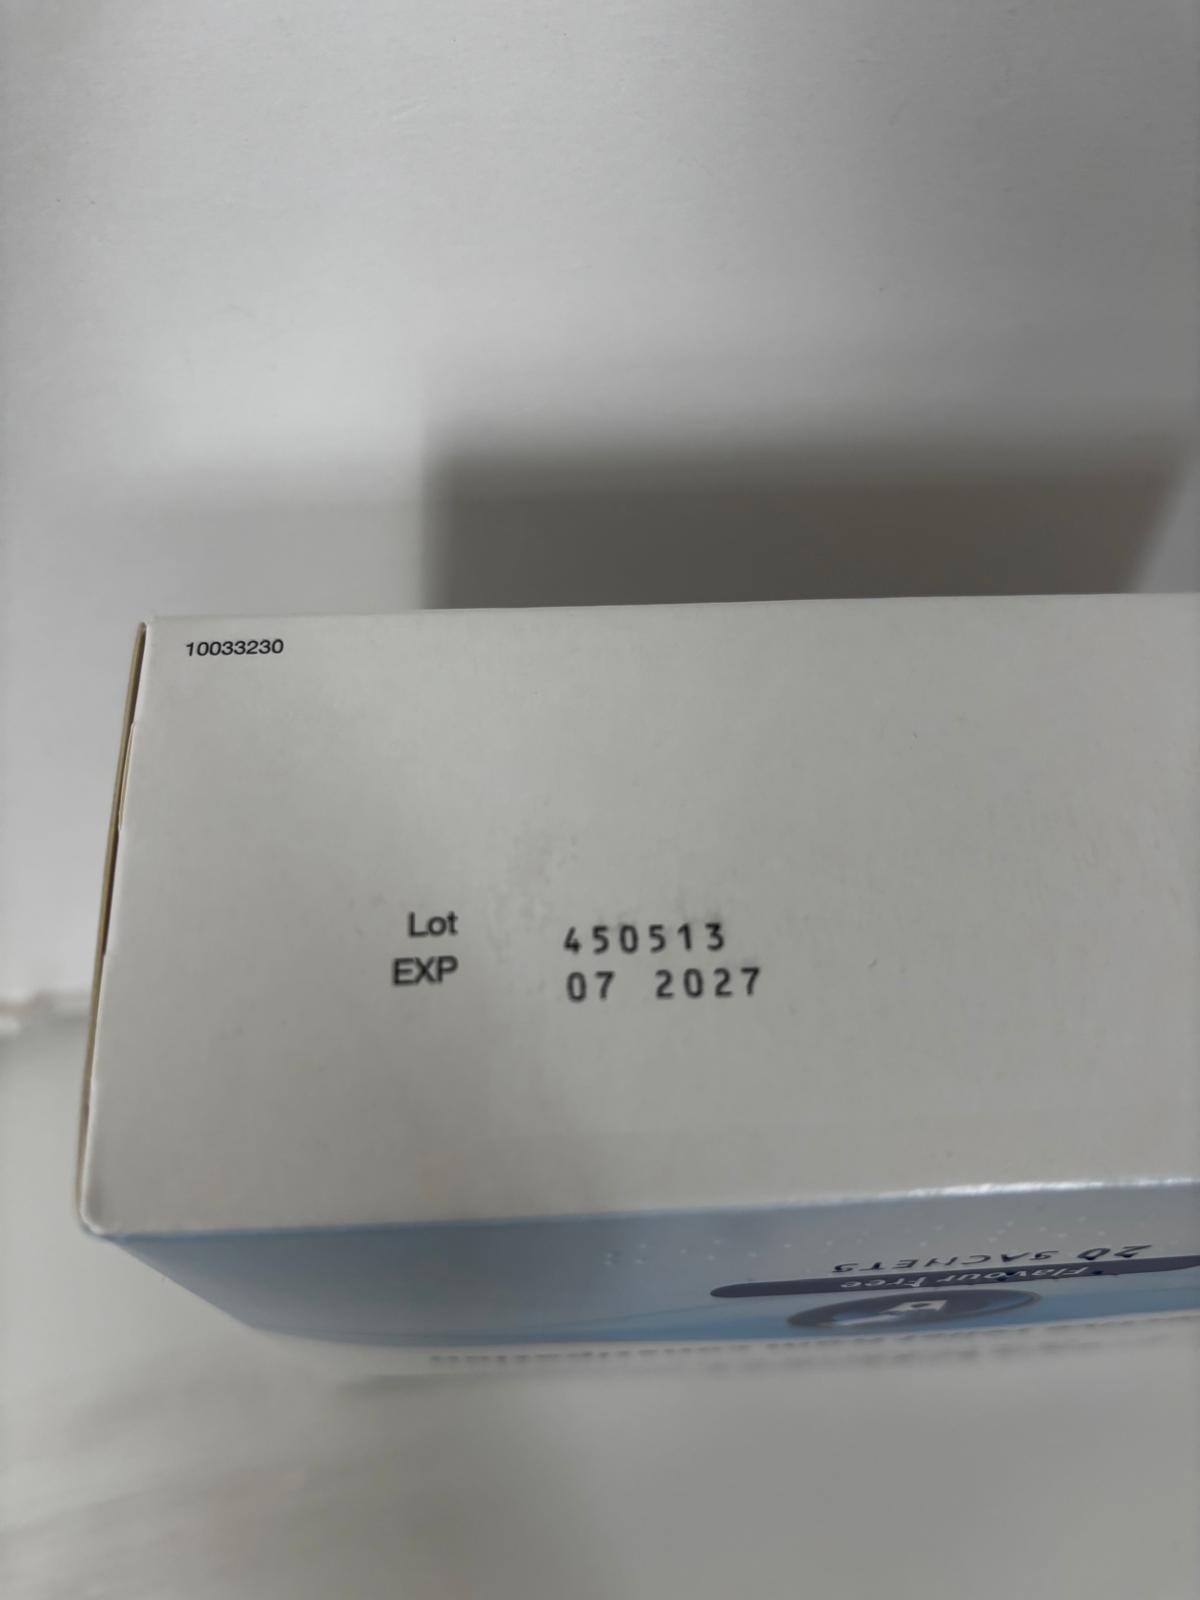 10033230
Lot 450513
EXP 07 2027
20 SACHETS
Flavour Free